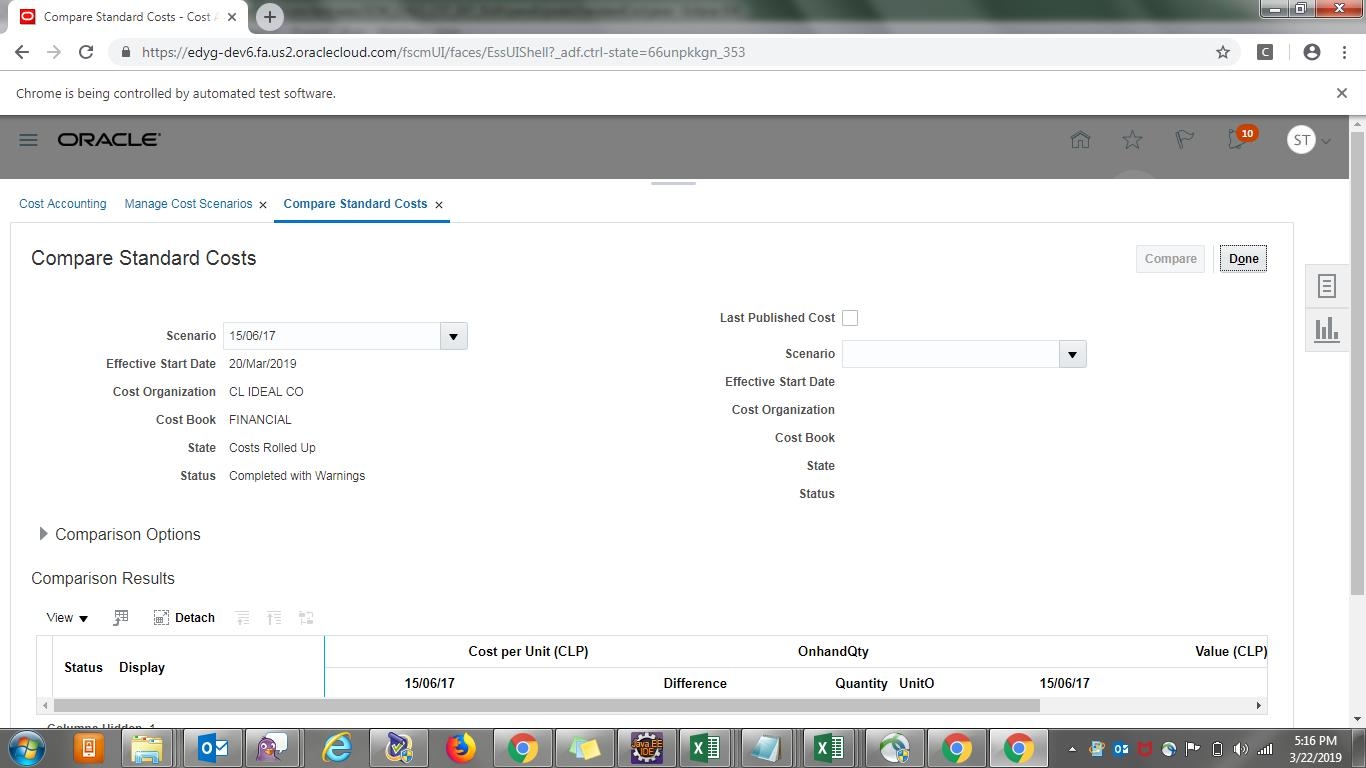 Compare Standard Costs - Cost A
https://edyg-dev6.fa.us2.oraclecloud.com/fscmUI/faces/EssUIShell?_adf.ctrl-state=66unpkkgn_353
C
Chrome is being controlled by automated test software.
ORACLE
10
ST
Cost Accounting Manage Cost Scenarios Compare Standard Costs
Compare Standard Costs
Compare Done
Scenario 15/06/17
Effective Start Date 20/Mar/2019
Cost Organization CL IDEAL CO
Cost Book FINANCIAL
State Costs Rolled Up
Status Completed with Warnings
Last Published Cost
Scenario
Effective Start Date
Cost Organization
Cost Book
State
Status
Comparison Options
Comparison Results
View Detach
Status Display Cost per Unit (CLP) OnhandQty Value (CLP)
15/06/17 Difference Quantity UnitO 15/06/17
Java EE
IDE
5:16 PM
3/22/2019